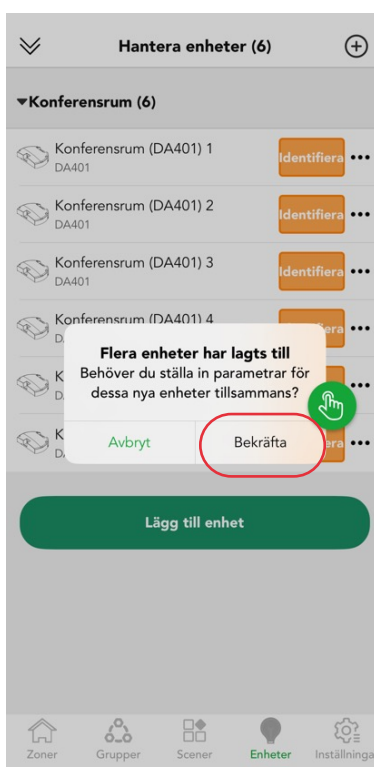 Hantera enheter (6)
Konferensrum (6)
Konferensrum (DA401) 1
DA401
Identifiera
Konferensrum (DA401) 2
DA401
Identifiera
Konferensrum (DA401) 3
DA401
Identifiera
Konferensrum (DA401) 4
Flera enheter har lagts till
Behöver du ställa in parametrar för
dessa nya enheter tillsammans?
Avbryt
Bekräfta
Lägg till enhet
Zoner
Grupper
Scener
Enheter
Inställninga